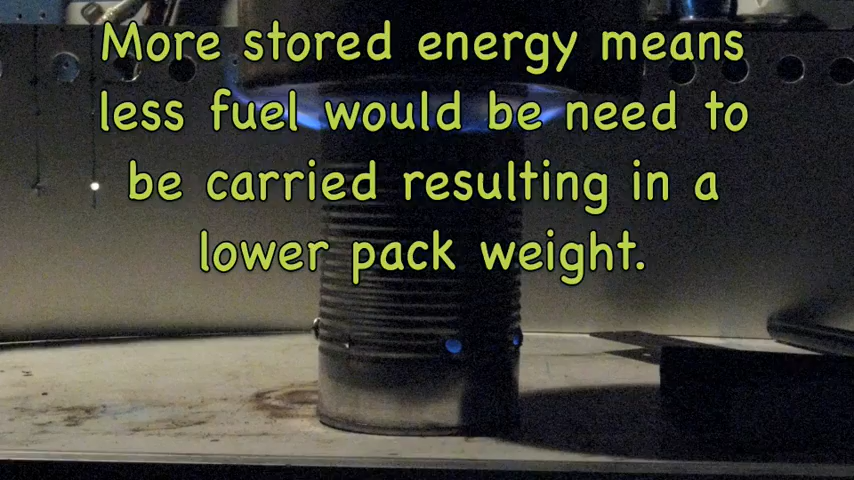 More stored energy means
less fuel would be need to
be carried resulting in a
lower pack weight.